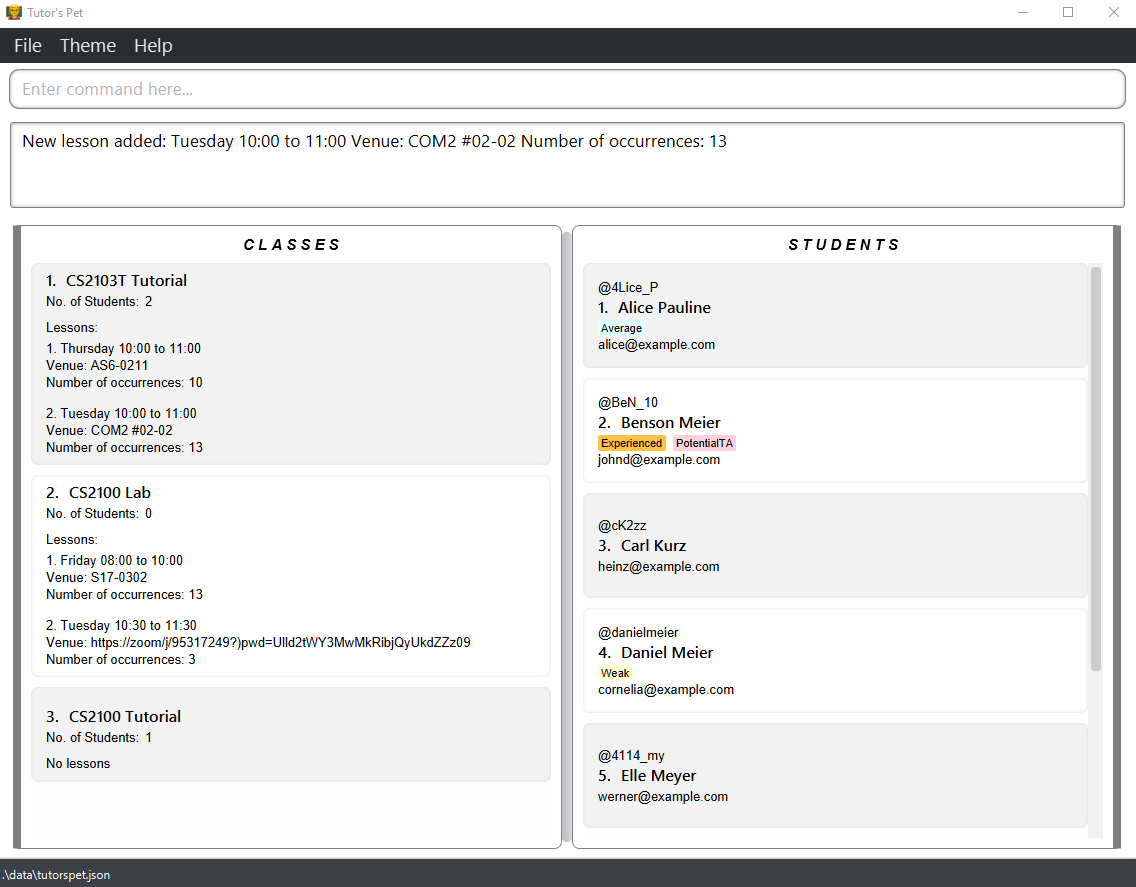 Tutor's Pet
File Theme Help
Enter command here...
New lesson added: Tuesday 10:00 to 11:00 Venue: COM2 #02-02 Number of occurrences: 13
CLASSES
1. CS2103T Tutorial
No. of Students: 2
Lessons:
1. Thursday 10:00 to 11:00
Venue: AS6-0211
Number of occurrences: 10
2. Tuesday 10:00 to 11:00
Venue: COM2 #02-02
Number of occurrences: 13
2. CS2100 Lab
No. of Students: 0
Lessons:
1. Friday 08:00 to 10:00
Venue: S17-0302
Number of occurrences: 13
2. Tuesday 10:30 to 11:30
Venue: https://zoom/j/95317249?)pwd=Ulld2tWY3MwMkRibjQyUkdZZz09
Number of occurrences: 3
3. CS2100 Tutorial
No. of Students: 1
No lessons
STUDENTS
@4Lice_P
1. Alice Pauline
Average
alice@example.com
@BeN_10
2. Benson Meier
Experienced PotentialTA
johnd@example.com
@cK2zz
3. Carl Kurz
heinz@example.com
@danielmeier
4. Daniel Meier
Weak
cornelia@example.com
@4114_my
5. Elle Meyer
werner@example.com
.\data\tutorspet.json